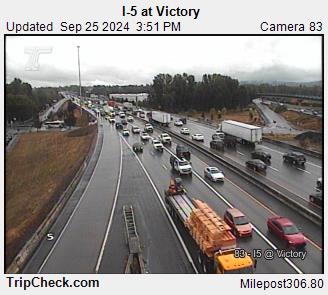 I-5 at Victory
Updated  Sep 25 2024  3:51 PM
Camera 83
5
83 - I5 @ Victory
TripCheck.com
Milepost306.80